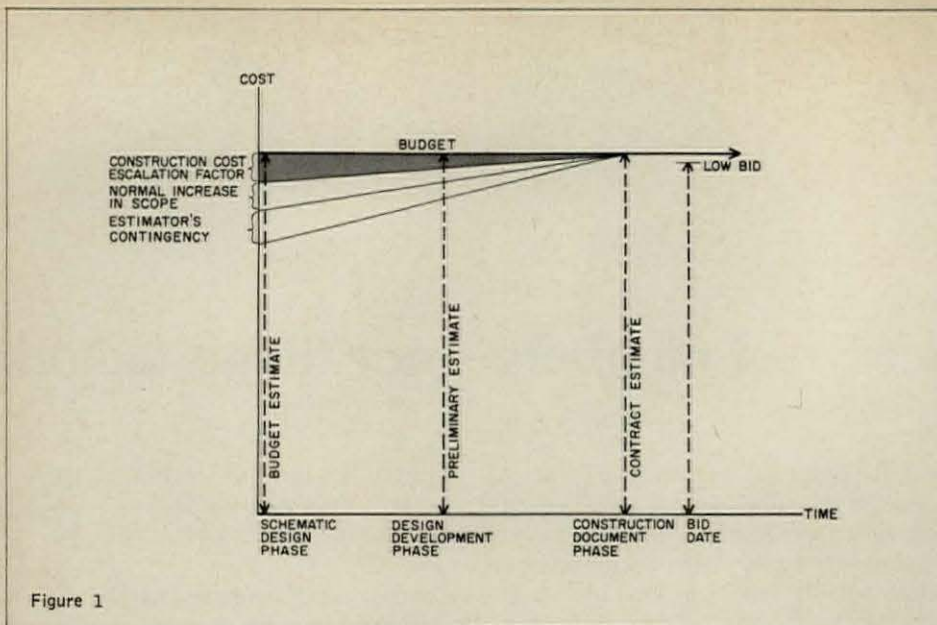 COST
BUDGET
LOW BID
CONSTRUCTION COST
ESCALATION FACTOR
NORMAL INCREASE
IN SCOPE
ESTIMATOR'S
CONTINGENCY
BUDGET ESTIMATE
PRELIMINARY ESTIMATE
CONTRACT ESTIMATE
TIME
SCHEMATIC
DESIGN
PHASE
DESIGN
DEVELOPMENT
PHASE
CONSTRUCTION
DOCUMENT
PHASE
BID
DATE
Figure 1